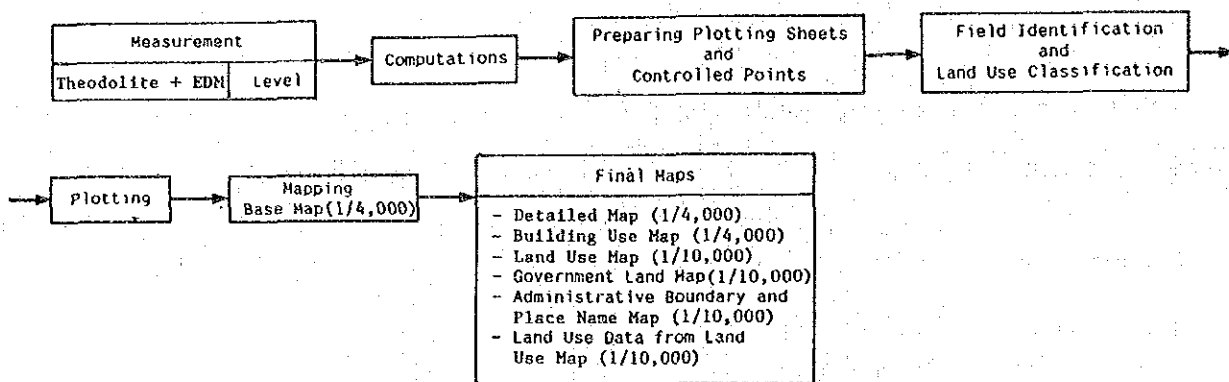 Measurement
Theodolite + EDM
Level
Computations
Preparing Plotting Sheets
and
Controlled Points
Field Identification
and
Land Use Classification
Plotting
Mapping
Base Map(1/4,000)
Final Maps
- Detailed Map (1/4,000)
- Building Use Map (1/4,000)
- Land Use Map (1/10,000)
- Government Land Map(1/10,000)
- Administrative Boundary and
Place Name Map (1/10,000)
- Land Use Data from Land
Use Map (1/10,000)